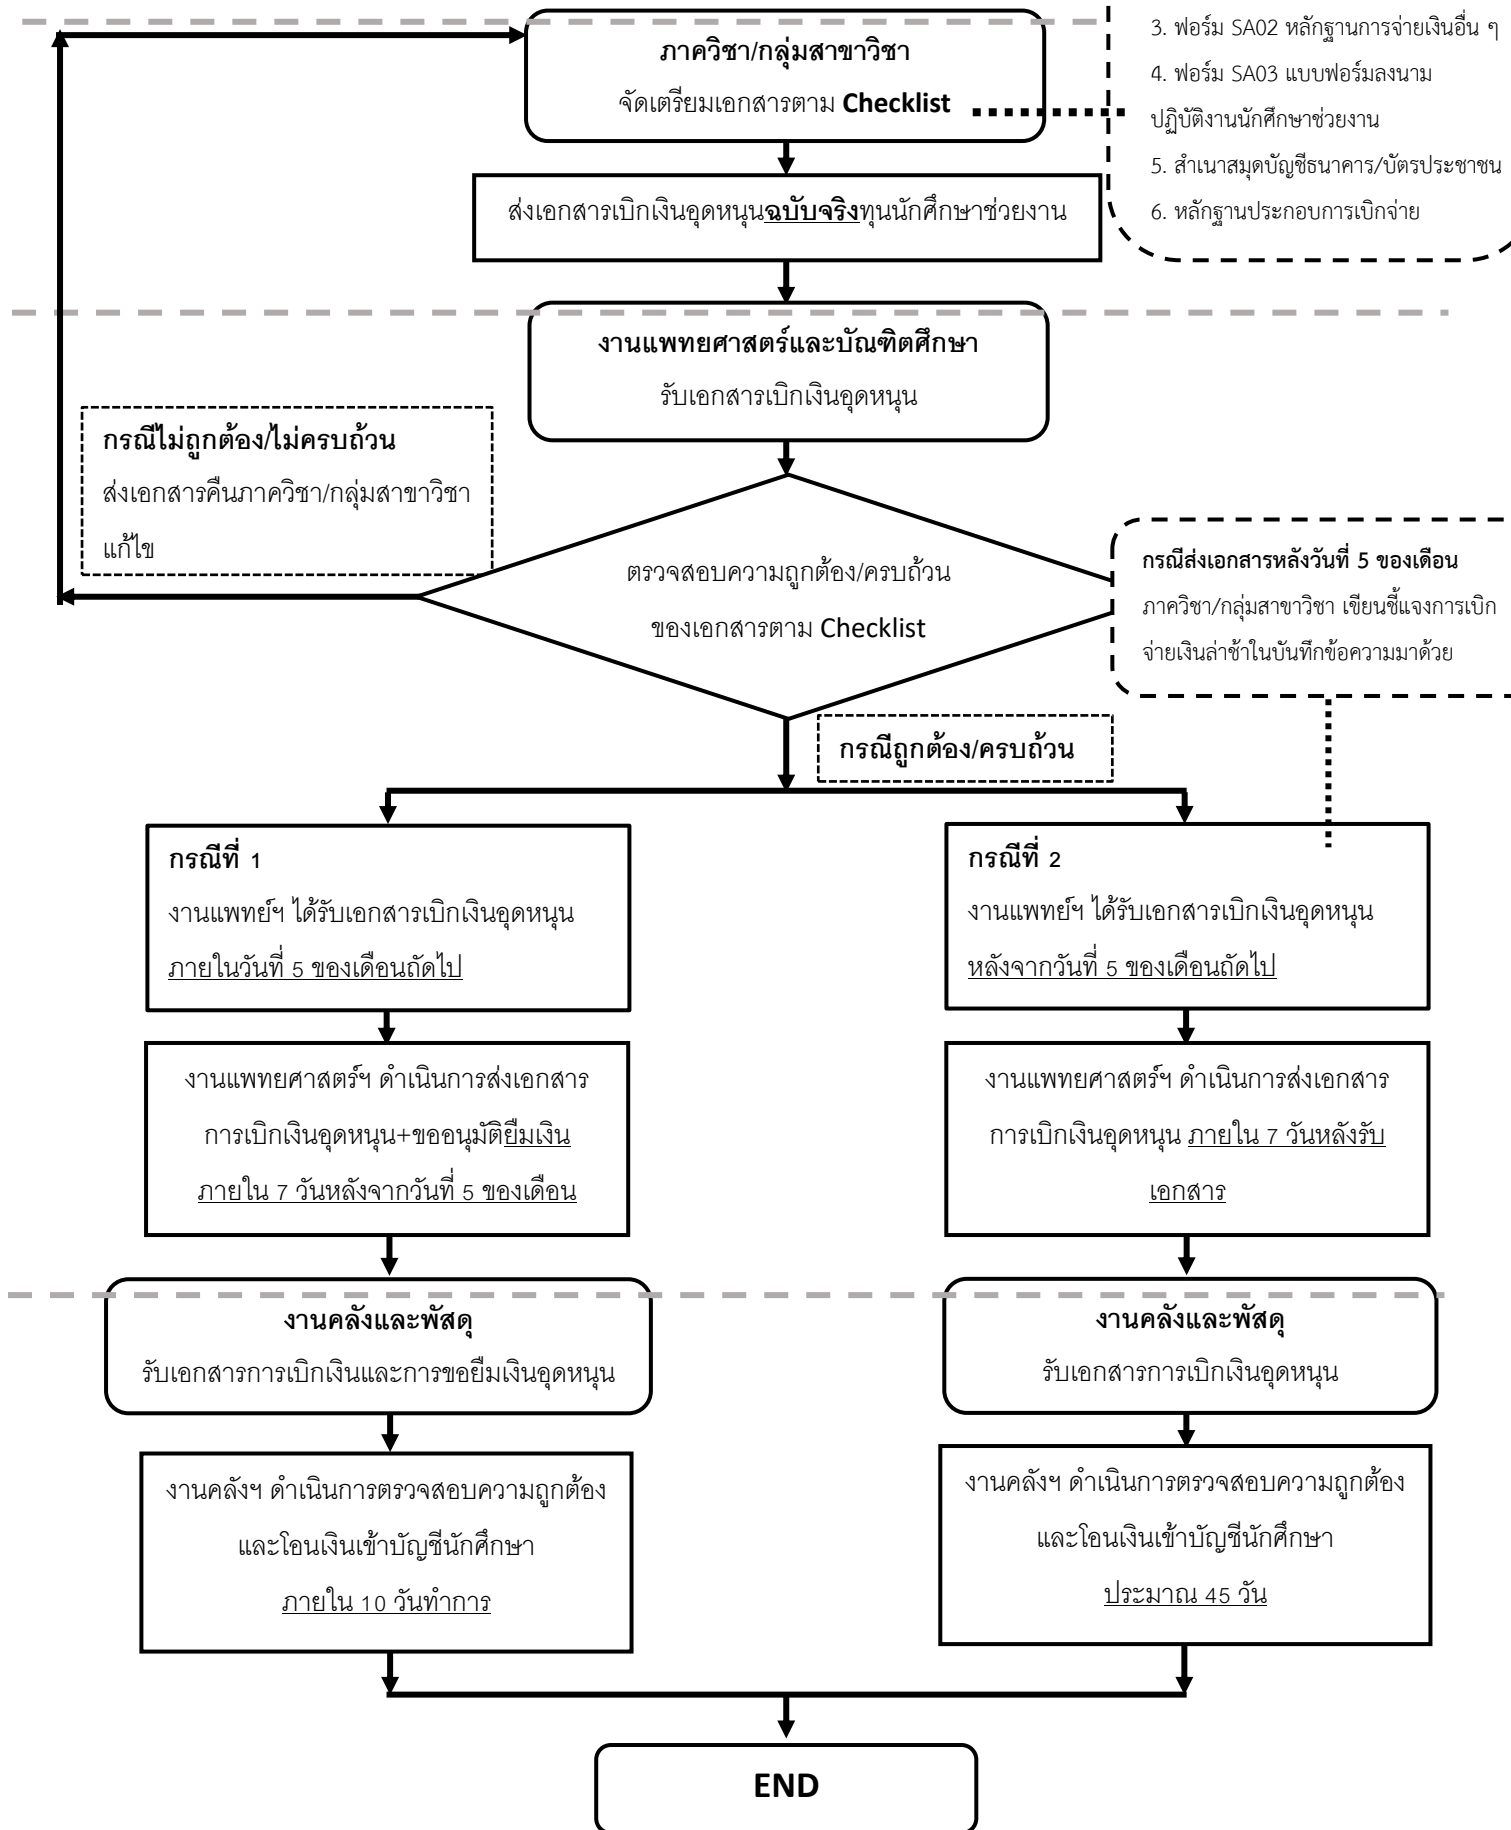 3. ฟอร์ม SA02 หลักฐานการจ่ายเงินอื่น ๆ
4. ฟอร์ม SA03 แบบฟอร์มลงนาม
ปฏิบัติงานนักศึกษาช่วยงาน
5. สำเนาสมุดบัญชีธนาคาร/บัตรประชาชน
6. หลักฐานประกอบการเบิกจ่าย
ภาควิชา/กลุ่มสาขาวิชา
จัดเตรียมเอกสารตาม Checklist
ส่งเอกสารเบิกเงินอุดหนุนฉบับจริงทุนนักศึกษาช่วยงาน
งานแพทยศาสตร์และบัณฑิตศึกษา
รับเอกสารเบิกเงินอุดหนุน
กรณีไม่ถูกต้อง/ไม่ครบถ้วน
ส่งเอกสารคืนภาควิชา/กลุ่มสาขาวิชา
แก้ไข
ตรวจสอบความถูกต้อง/ครบถ้วน
ของเอกสารตาม Checklist
กรณีส่งเอกสารหลังวันที่ 5 ของเดือน
ภาควิชา/กลุ่มสาขาวิชา เขียนชี้แจงการเบิก
จ่ายเงินล่าช้าในบันทึกข้อความมาด้วย
กรณีถูกต้อง/ครบถ้วน
กรณีที่ 1
งานแพทย์ฯ ได้รับเอกสารเบิกเงินอุดหนุน
ภายในวันที่ 5 ของเดือนถัดไป
กรณีที่ 2
งานแพทย์ฯ ได้รับเอกสารเบิกเงินอุดหนุน
หลังจากวันที่ 5 ของเดือนถัดไป
งานแพทยศาสตร์ฯ ดำเนินการส่งเอกสาร
การเบิกเงินอุดหนุน+ขออนุมัติยืมเงิน
ภายใน 7 วันหลังจากวันที่ 5 ของเดือน
งานแพทยศาสตร์ฯ ดำเนินการส่งเอกสาร
การเบิกเงินอุดหนุน ภายใน 7 วันหลังรับ
เอกสาร
งานคลังและพัสดุ
รับเอกสารการเบิกเงินและการขอยืมเงินอุดหนุน
งานคลังและพัสดุ
รับเอกสารการเบิกเงินอุดหนุน
งานคลังฯ ดำเนินการตรวจสอบความถูกต้อง
และโอนเงินเข้าบัญชีนักศึกษา
ภายใน 10 วันทำการ
งานคลังฯ ดำเนินการตรวจสอบความถูกต้อง
และโอนเงินเข้าบัญชีนักศึกษา
ประมาณ 45 วัน
END